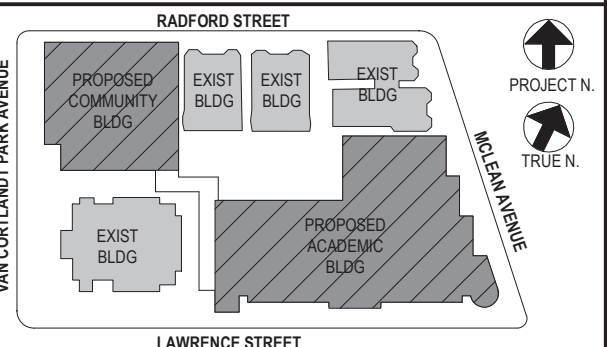 RADFORD STREET
VAN CORTLANDT PARK AVENUE
PROPOSED
COMMUNITY
BLDG
EXIST
BLDG
EXIST
BLDG
EXIST
BLDG
PROJECT N.
TRUE N.
MCLEAN AVENUE
EXIST
BLDG
PROPOSED
ACADEMIC
BLDG
LAWRENCE STREET